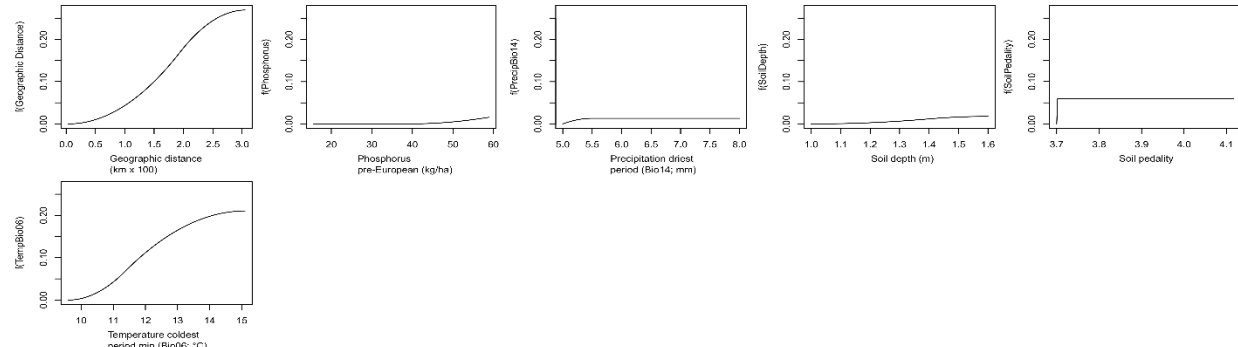 f(Geographic Distance)
0.00 0.10 0.20
0.0 0.5 1.0 1.5 2.0 2.5 3.0
Geographic distance
(km x 100)
f(Phosphorus)
0.00 0.10 0.20
20 30 40 50 60
Phosphorus
pre-European (kg/ha)
f(PrecipBio14)
0.00 0.10 0.20
5.0 5.5 6.0 6.5 7.0 7.5 8.0
Precipitation driest
period (Bio14; mm)
f(SoilDepth)
0.00 0.10 0.20
1.0 1.1 1.2 1.3 1.4 1.5 1.6
Soil depth (m)
f(SoilPedality)
0.00 0.10 0.20
3.7 3.8 3.9 4.0 4.1
Soil pedality
f(TempBio06)
0.00 0.10 0.20
10 11 12 13 14 15
Temperature coldest
period min (Bio06; °C)